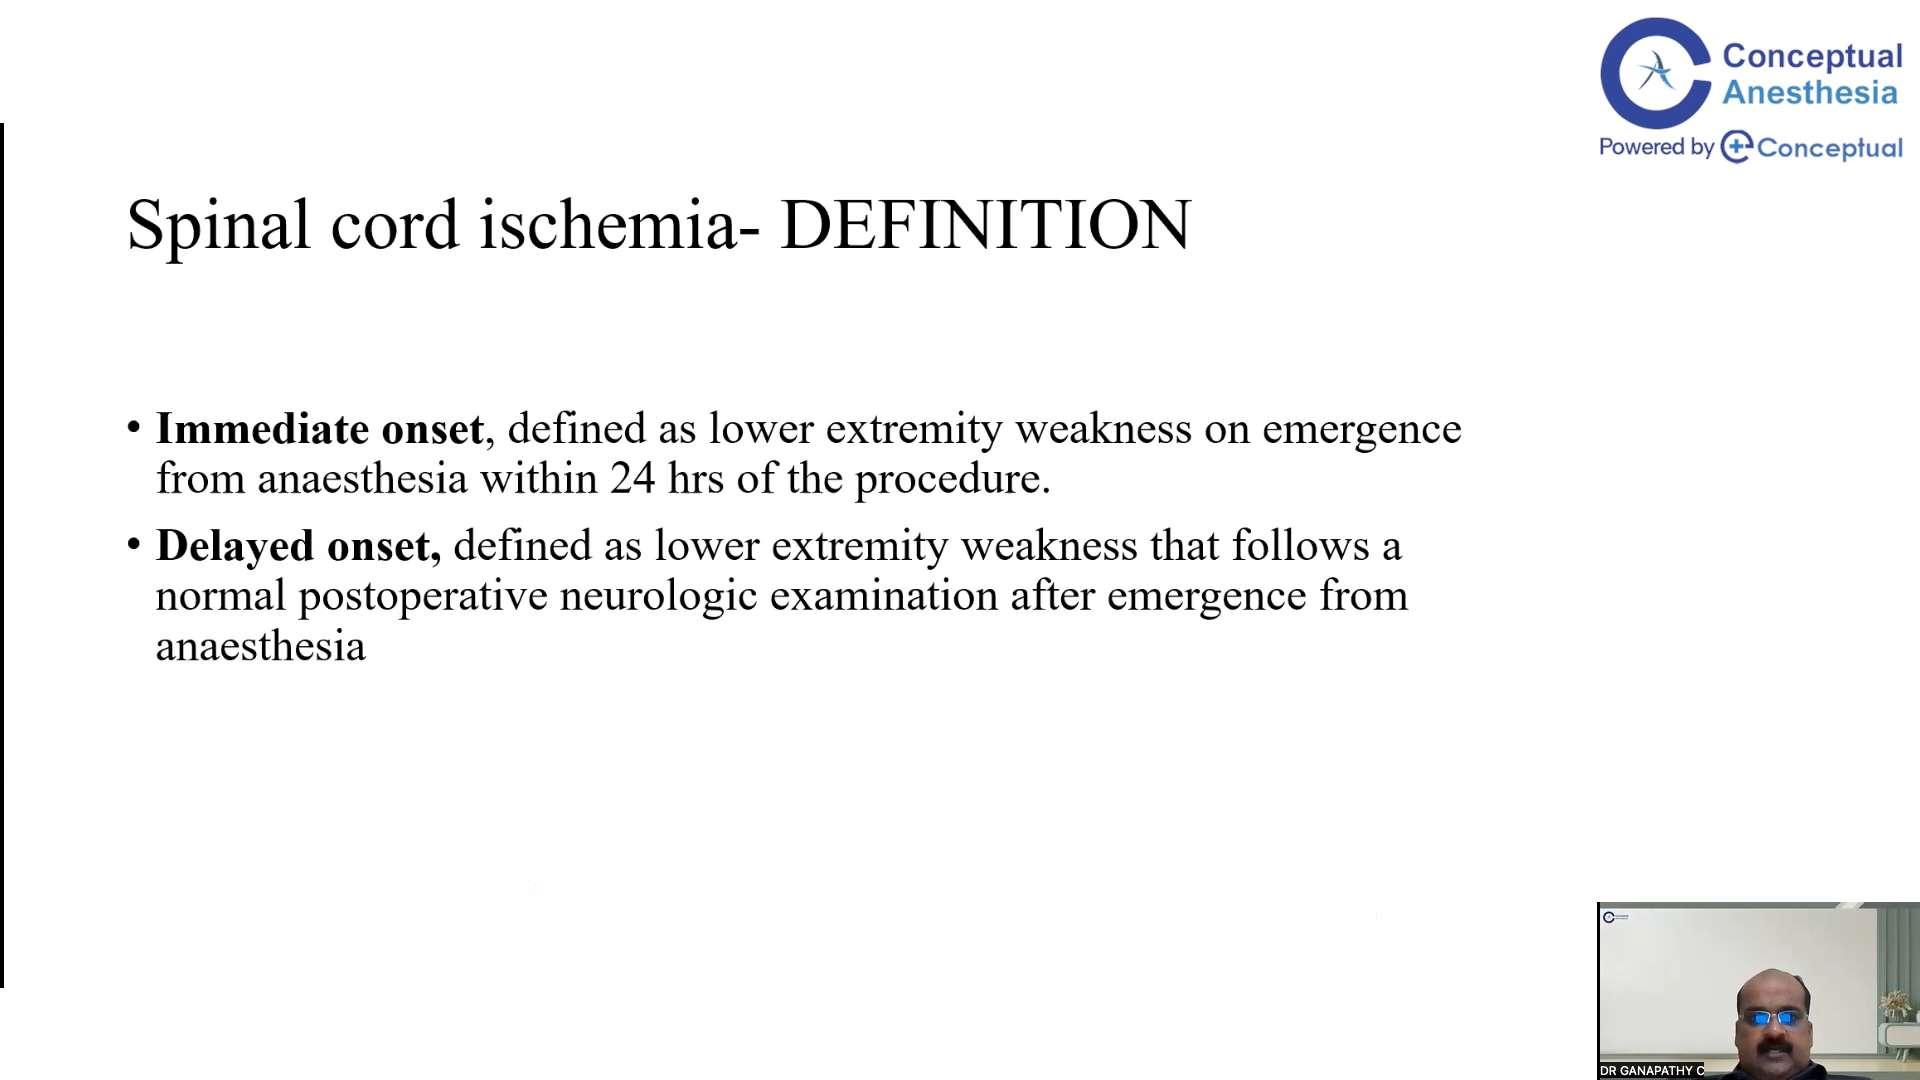 Conceptual
Anesthesia
Powered by Conceptual
Spinal cord ischemia- DEFINITION
• Immediate onset, defined as lower extremity weakness on emergence
from anaesthesia within 24 hrs of the procedure.
• Delayed onset, defined as lower extremity weakness that follows a
normal postoperative neurologic examination after emergence from
anaesthesia
DR GANAPATHY C